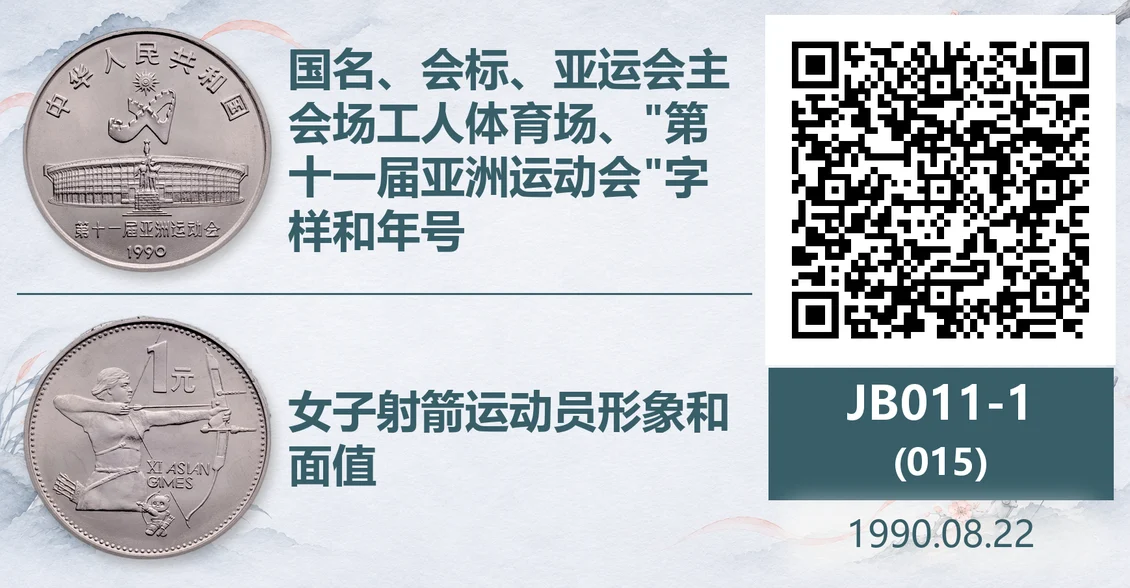 中华人民共和国
第十一届亚洲运动会
1990
国名、会标、亚运会主
会场工人体育场、"第
十一届亚洲运动会"字
样和年号
1元
XI ASIAN
GAMES
女子射箭运动员形象和
面值
JB011-1
(015)
1990.08.22